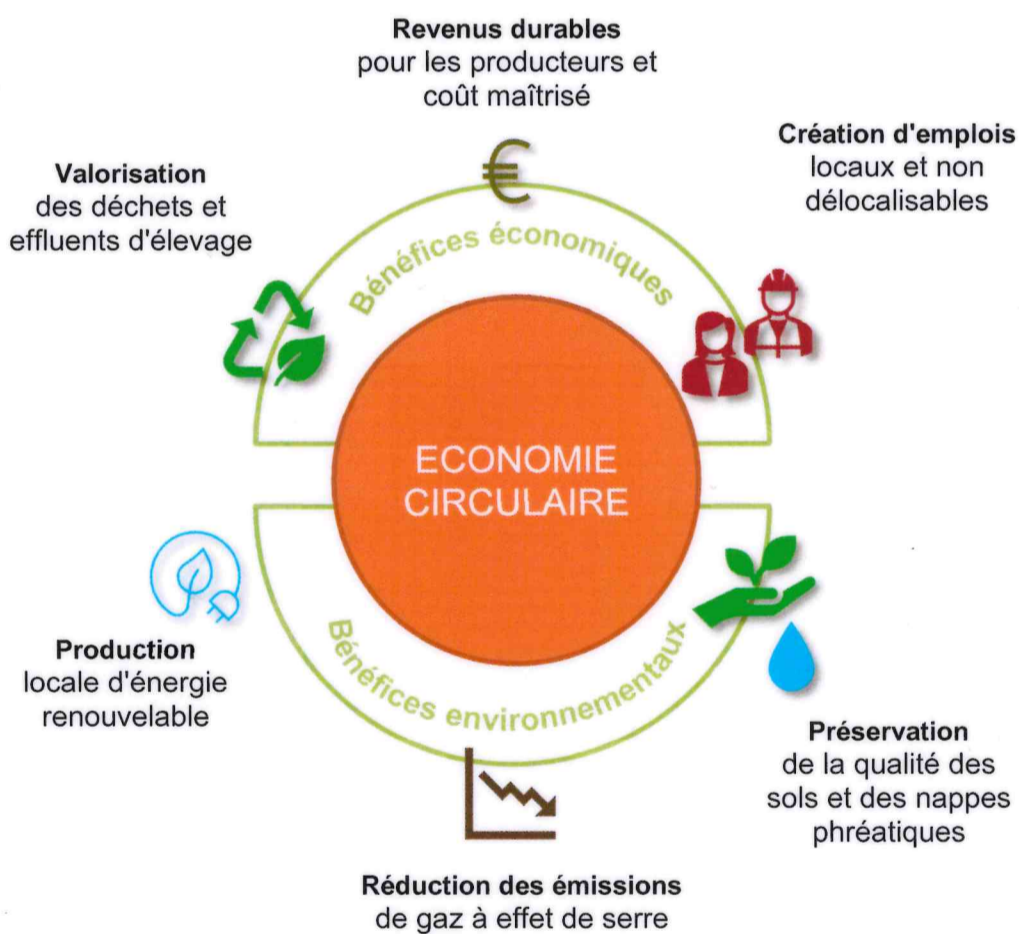 Revenus durables
pour les producteurs et
coût maîtrisé
Création d'emplois
locaux et non
délocalisables
Valorisation
des déchets et
effluents d'élevage
€
Bénéfices économiques
ECONOMIE
CIRCULAIRE
Bénéfices environnementaux
Production
locale d'énergie
renouvelable
Préservation
de la qualité des
sols et des nappes
phréatiques
Réduction des émissions
de gaz à effet de serre